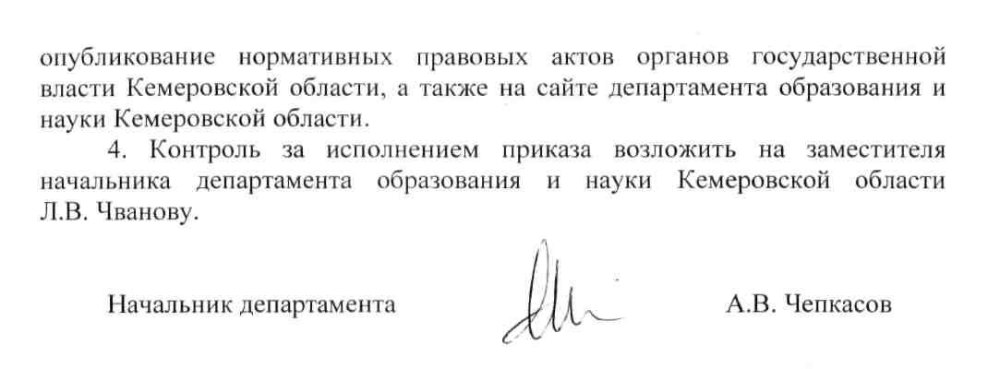 опубликование нормативных правовых актов органов государственной
власти Кемеровской области, а также на сайте департамента образования и
науки Кемеровской области.
4. Контроль за исполнением приказа возложить на заместителя
начальника департамента образования и науки Кемеровской области
Л.В. Чванову.
Начальник департамента А.В. Чепкасов